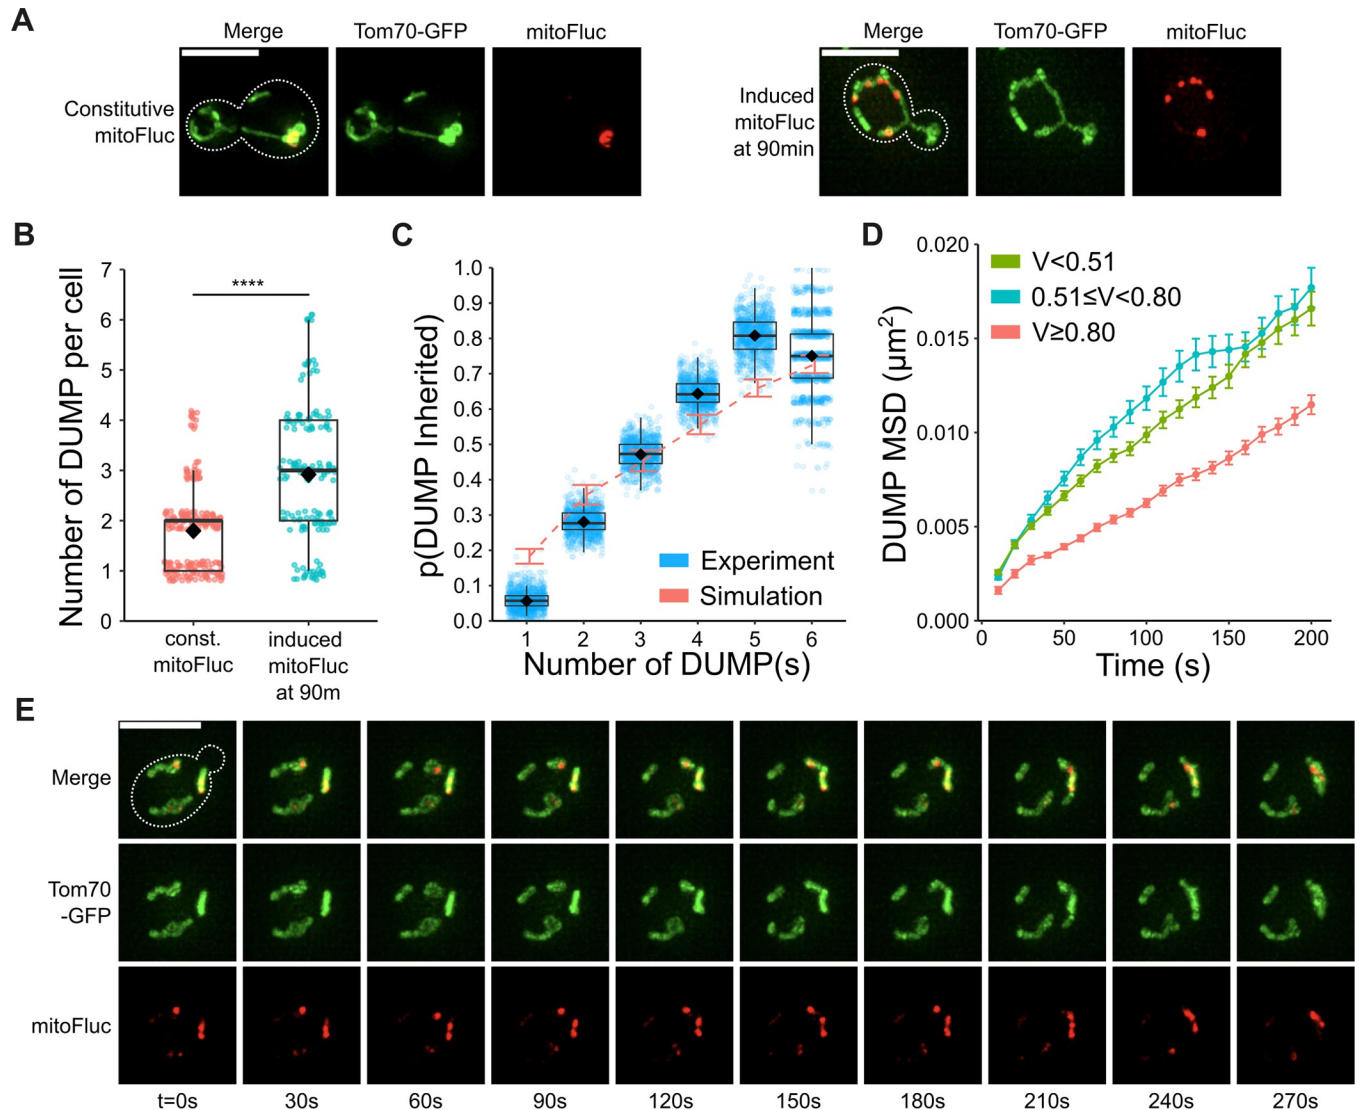 A
Merge
Tom70-GFP
mitoFluc
Constitutive
mitoFluc
Merge
Tom70-GFP
mitoFluc
Induced
mitoFluc
at 90min
B
Number of DUMP per cell
7
6
5
4
3
2
1
0
****
const.
mitoFluc
induced
mitoFluc
at 90m
C
p(DUMP Inherited)
1.0
0.9
0.8
0.7
0.6
0.5
0.4
0.3
0.2
0.1
0.0
Experiment
Simulation
1 2 3 4 5 6
Number of DUMP(s)
D
DUMP MSD (µm²)
0.020
0.015
0.010
0.005
0.000
V<0.51
0.51≤V<0.80
V≥0.80
0 50 100 150 200
Time (s)
E
Merge
Tom70
-GFP
mitoFluc
t=0s 30s 60s 90s 120s 150s 180s 210s 240s 270s